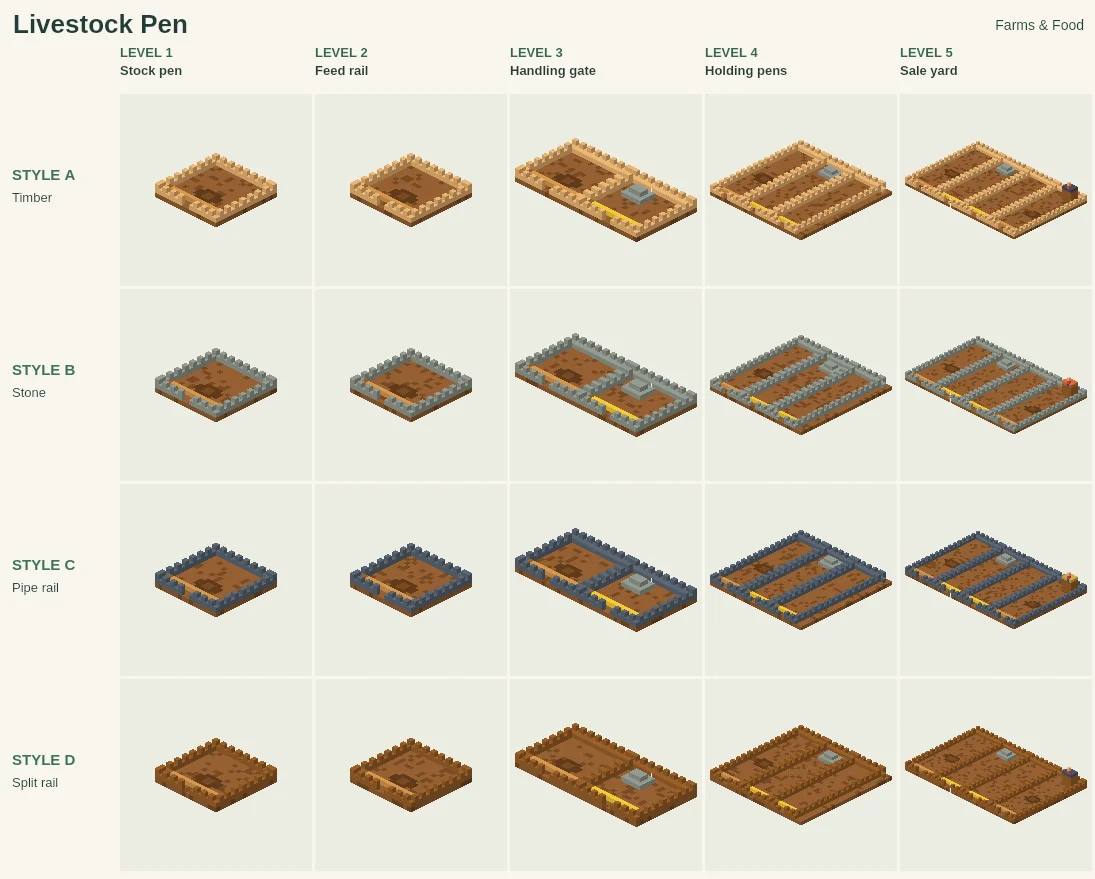 Livestock Pen
Farms & Food
LEVEL 1
Stock pen
LEVEL 2
Feed rail
LEVEL 3
Handling gate
LEVEL 4
Holding pens
LEVEL 5
Sale yard
STYLE A
Timber
STYLE B
Stone
STYLE C
Pipe rail
STYLE D
Split rail